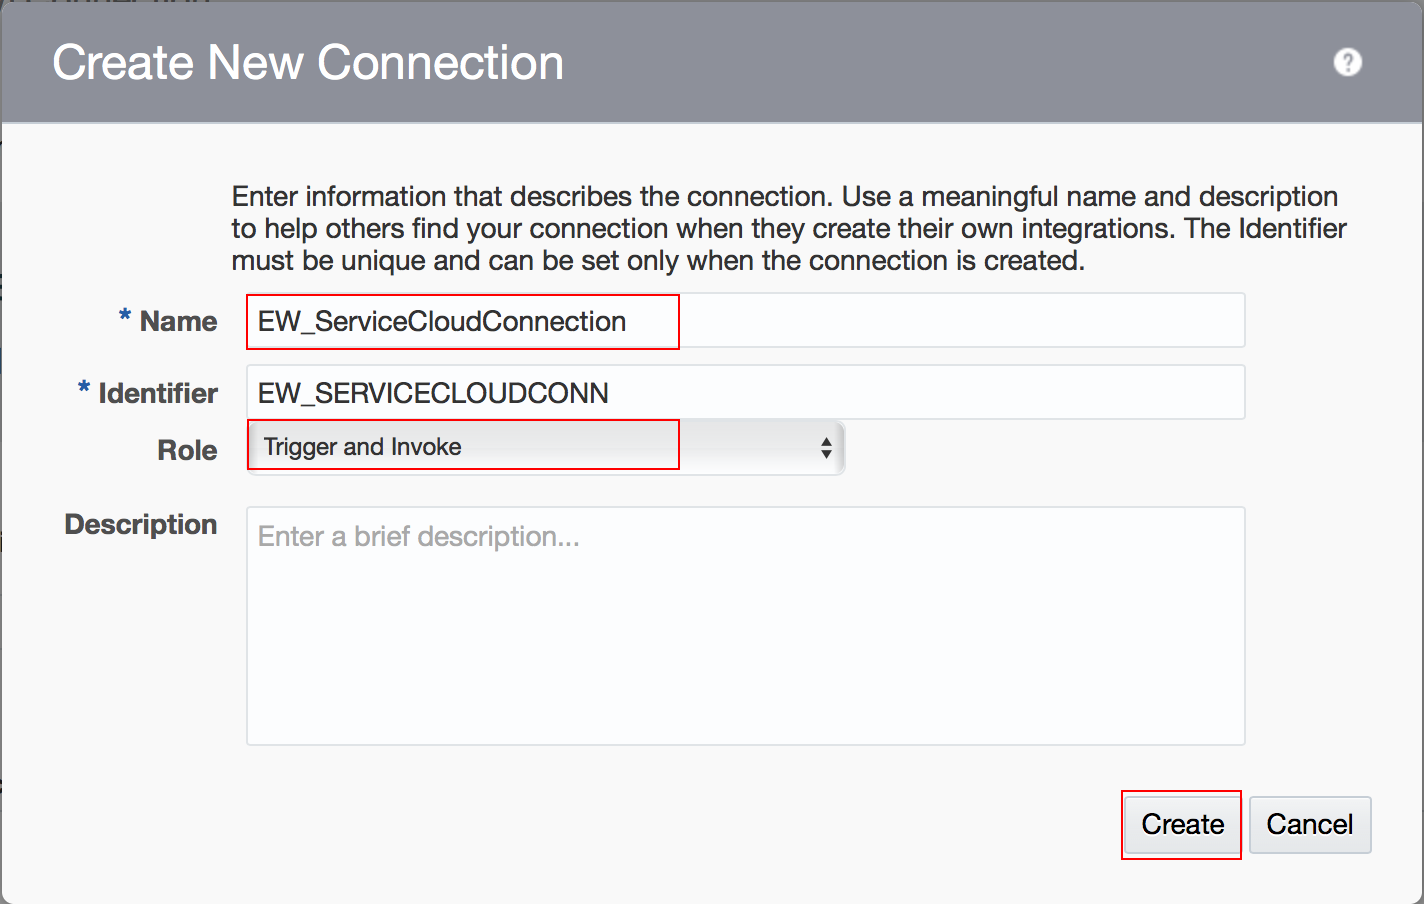 Create New Connection
?
Enter information that describes the connection. Use a meaningful name and description
to help others find your connection when they create their own integrations. The Identifier
must be unique and can be set only when the connection is created.
* Name EW_ServiceCloudConnection
* Identifier EW_SERVICECLOUDCONN
Role Trigger and Invoke
Description Enter a brief description...
Create Cancel